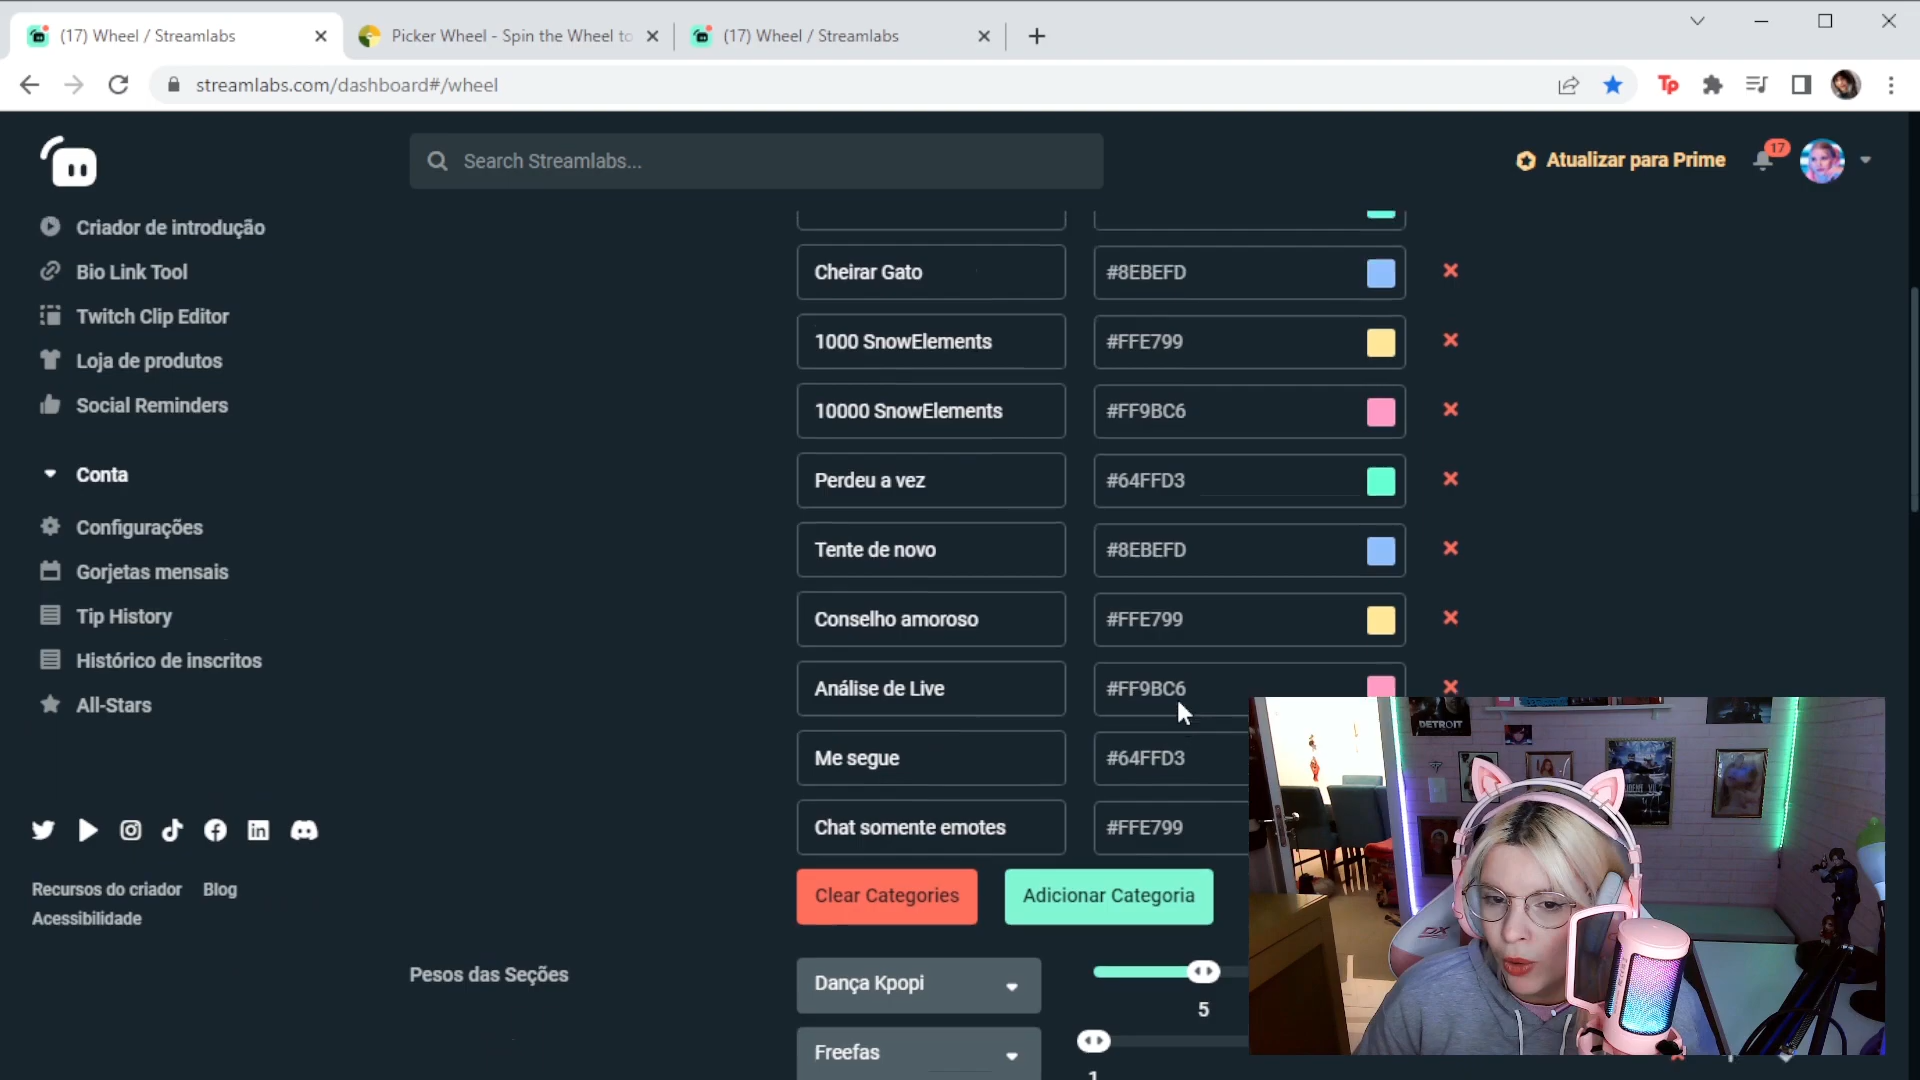 (17) Wheel / Streamlabs
Picker Wheel - Spin the Wheel to
(17) Wheel / Streamlabs
streamlabs.com/dashboard#/wheel
Tp
Search Streamlabs...
Atualizar para Prime
17
Criador de introdução
Bio Link Tool
Twitch Clip Editor
Loja de produtos
Social Reminders
Conta
Configurações
Gorjetas mensais
Tip History
Histórico de inscritos
All-Stars
Recursos do criador Blog
Acessibilidade
Cheirar Gato #8EBEFD
1000 SnowElements #FFE799
10000 SnowElements #FF9BC6
Perdeu a vez #64FFD3
Tente de novo #8EBEFD
Conselho amoroso #FFE799
Análise de Live #FF9BC6
Me segue #64FFD3
Chat somente emotes #FFE799
Clear Categories Adicionar Categoria
Pesos das Seções
Dança Kpopi
5
Freefas
1
DETROIT
DX